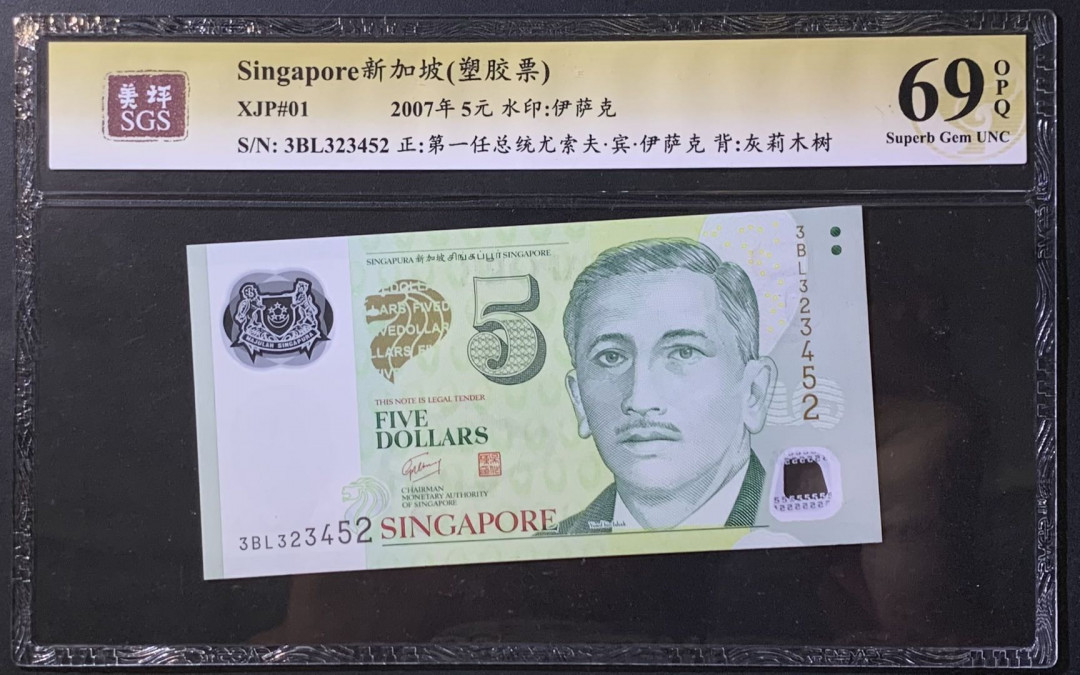 美坪
SGS
Singapore新加坡(塑胶票)
XJP#01 2007年 5元 水印:伊萨克
S/N: 3BL323452 正:第一任总统尤索夫·宾·伊萨克 背:灰莉木树
69
OPQ
Superb Gem UNC
SINGAPURA 新加坡 சிங்கப்பூர் SINGAPORE
3BL323452
5
MAJULAH SINGAPURA
THIS NOTE IS LEGAL TENDER
FIVE
DOLLARS
CHAIRMAN
MONETARY AUTHORITY
OF SINGAPORE
3BL323452
SINGAPORE